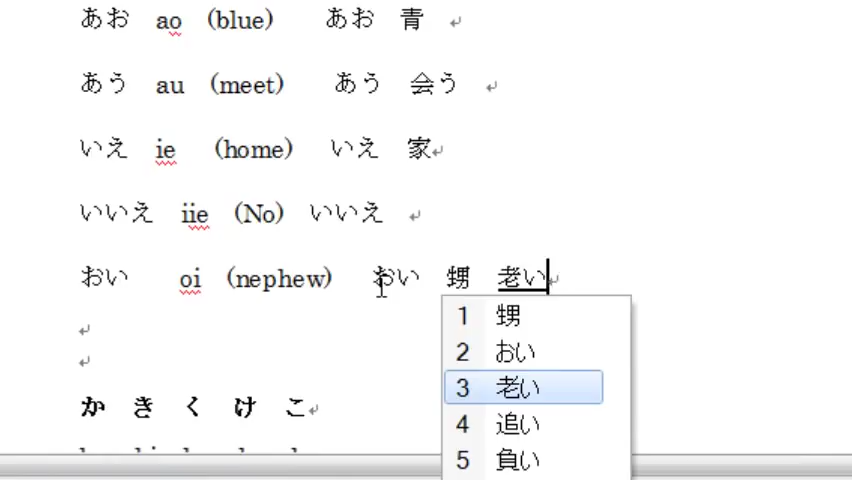 あお ao (blue) あお 青
あう au (meet) あう 会う
いえ ie (home) いえ 家
いいえ iie (No) いいえ
おい oi (nephew) おい 甥 老い
1 甥
2 おい
3 老い
4 追い
5 負い
か き く け こ